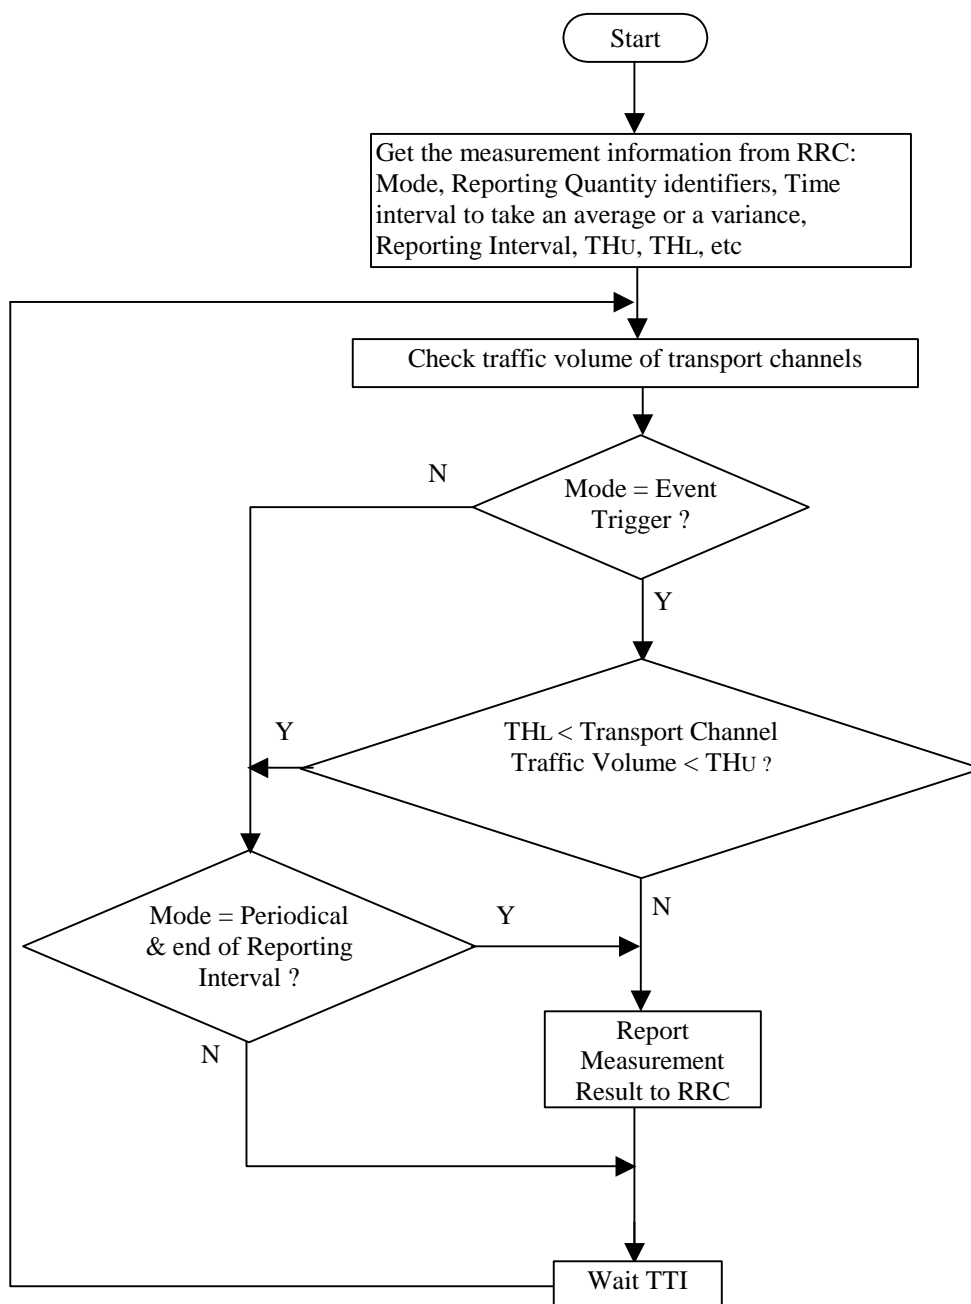 Start
Get the measurement information from RRC:
Mode, Reporting Quantity identifiers, Time
interval to take an average or a variance,
Reporting Interval, THU, THL, etc
Check traffic volume of transport channels
N
Mode = Event
Trigger ?
Y
Y
THL < Transport Channel
Traffic Volume < THU ?
N
Mode = Periodical
& end of Reporting
Interval ?
Y
N
Report
Measurement
Result to RRC
Wait TTI